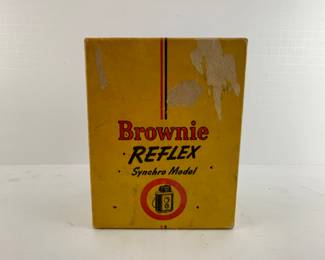 Brownie
REFLEX
Synchro Model